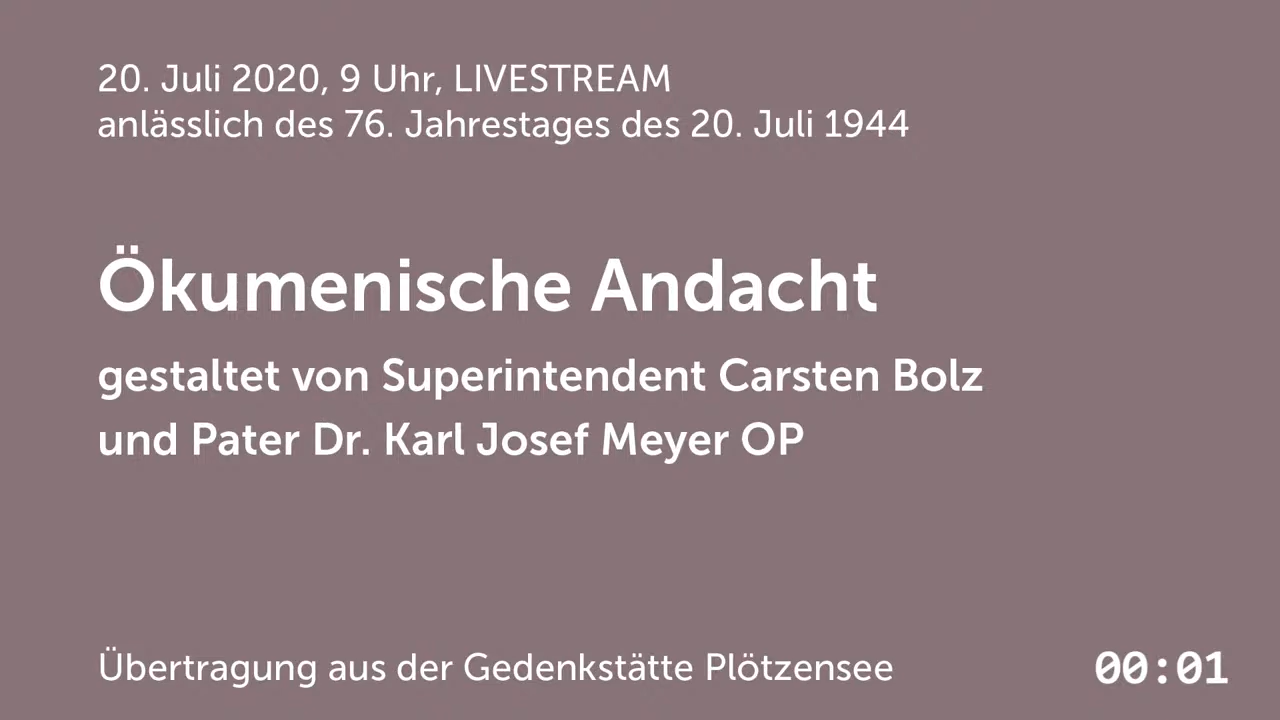 20. Juli 2020, 9 Uhr, LIVESTREAM
anlässlich des 76. Jahrestages des 20. Juli 1944
Ökumenische Andacht
gestaltet von Superintendent Carsten Bolz
und Pater Dr. Karl Josef Meyer OP
Übertragung aus der Gedenkstätte Plötzensee
00:01